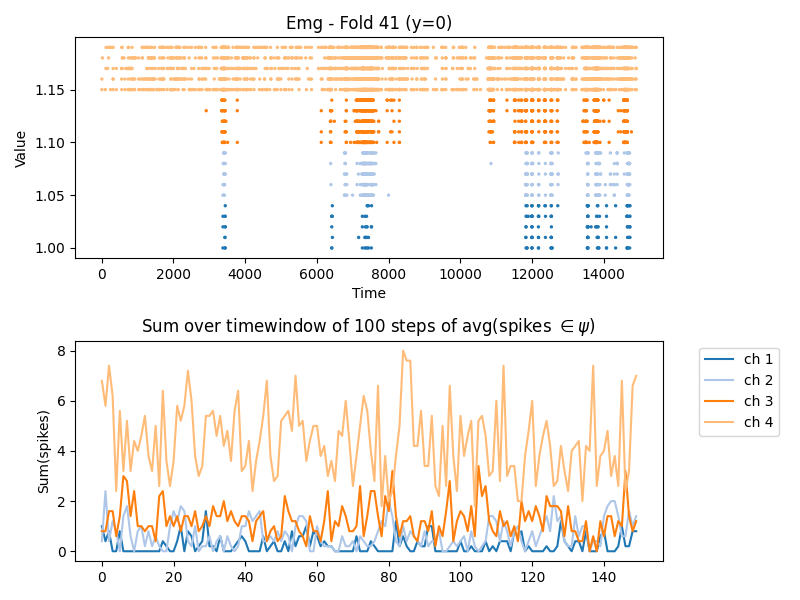 Emg - Fold 41 (y=0)
Value
1.15
1.10
1.05
1.00
0 2000 4000 6000 8000 10000 12000 14000
Time
Sum over timewindow of 100 steps of avg(spikes ∈ψ)
Sum(spikes)
8
6
4
2
0
0 20 40 60 80 100 120 140
ch 1
ch 2
ch 3
ch 4